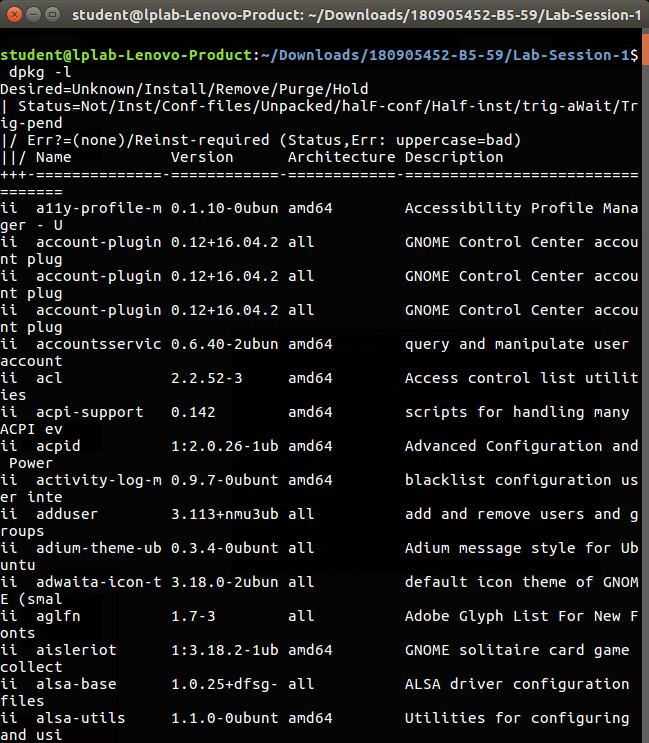 student@lplab-Lenovo-Product: ~/Downloads/180905452-B5-59/Lab-Session-1
student@lplab-Lenovo-Product:~/Downloads/180905452-B5-59/Lab-Session-1$
 dpkg -l
Desired=Unknown/Install/Remove/Purge/Hold
| Status=Not/Inst/Conf-files/Unpacked/halF-conf/Half-inst/trig-aWait/Tr
ig-pend
|/ Err?=(none)/Reinst-required (Status,Err: uppercase=bad)
||/ Name           Version      Architecture Description
+++-==============-============-============-==========================
=======
ii  a11y-profile-m 0.1.10-0ubun amd64        Accessibility Profile Mana
ger - U
ii  account-plugin 0.12+16.04.2 all          GNOME Control Center accou
nt plug
ii  account-plugin 0.12+16.04.2 all          GNOME Control Center accou
nt plug
ii  account-plugin 0.12+16.04.2 all          GNOME Control Center accou
nt plug
ii  accountsservic 0.6.40-2ubun amd64        query and manipulate user 
account
ii  acl            2.2.52-3     amd64        Access control list utilit
ies
ii  acpi-support   0.142        amd64        scripts for handling many 
ACPI ev
ii  acpid          1:2.0.26-1ub amd64        Advanced Configuration and
 Power
ii  activity-log-m 0.9.7-0ubunt amd64        blacklist configuration us
er inte
ii  adduser        3.113+nmu3ub all          add and remove users and g
roups
ii  adium-theme-ub 0.3.4-0ubunt all          Adium message style for Ub
untu
ii  adwaita-icon-t 3.18.0-2ubun all          default icon theme of GNOM
E (smal
ii  aglfn          1.7-3        all          Adobe Glyph List For New F
onts
ii  aisleriot      1:3.18.2-1ub amd64        GNOME solitaire card game 
collect
ii  alsa-base      1.0.25+dfsg- all          ALSA driver configuration 
files
ii  alsa-utils     1.1.0-0ubunt amd64        Utilities for configuring 
and usi